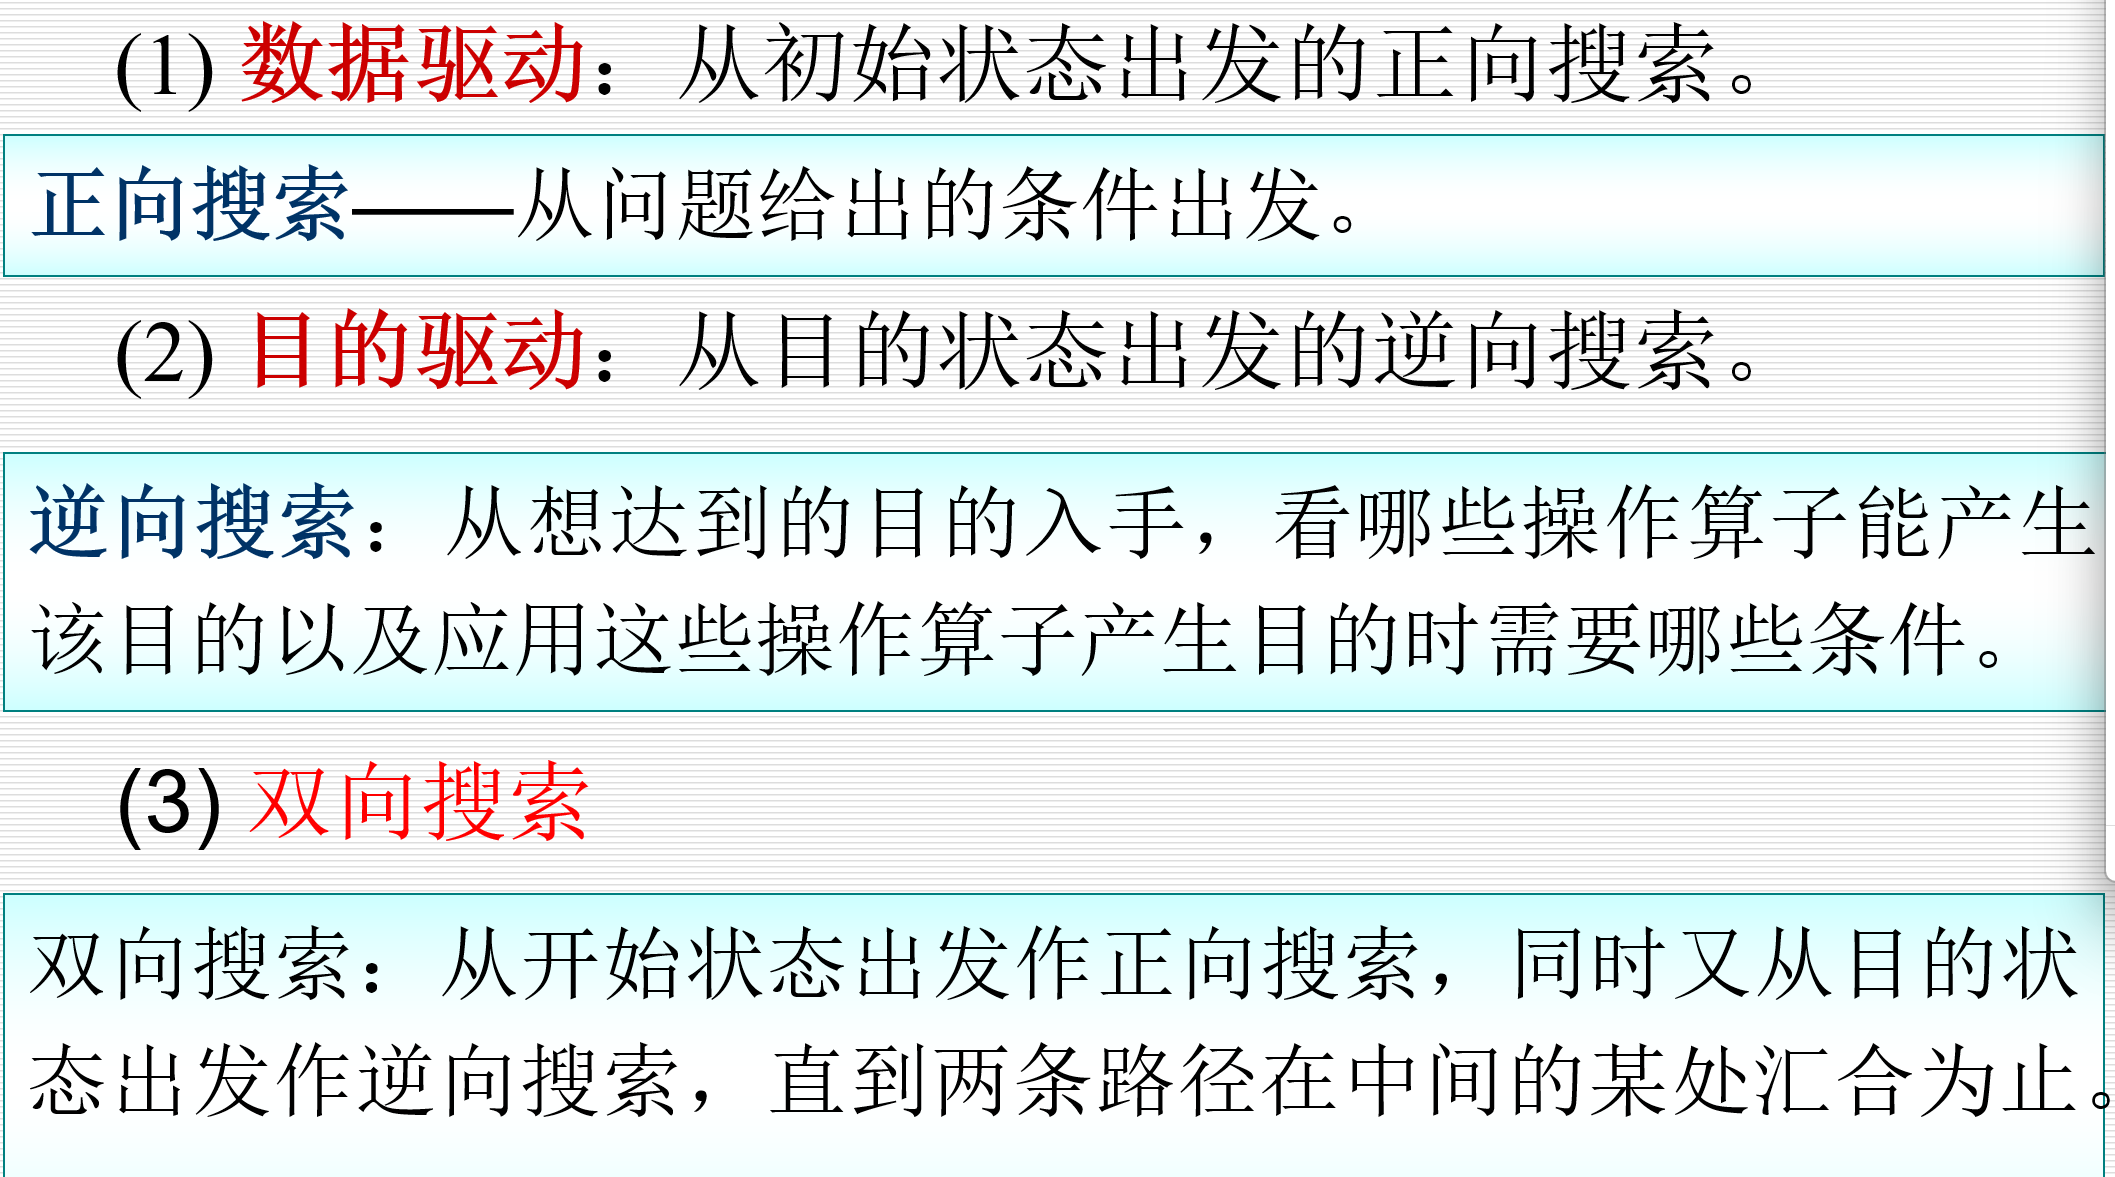 (1) 数据驱动：从初始状态出发的正向搜索。
正向搜索——从问题给出的条件出发。
(2) 目的驱动：从目的状态出发的逆向搜索。
逆向搜索：从想达到的目的入手，看哪些操作算子能产生
该目的以及应用这些操作算子产生目的时需要哪些条件。
(3) 双向搜索
双向搜索：从开始状态出发作正向搜索，同时又从目的状
态出发作逆向搜索，直到两条路径在中间的某处汇合为止。